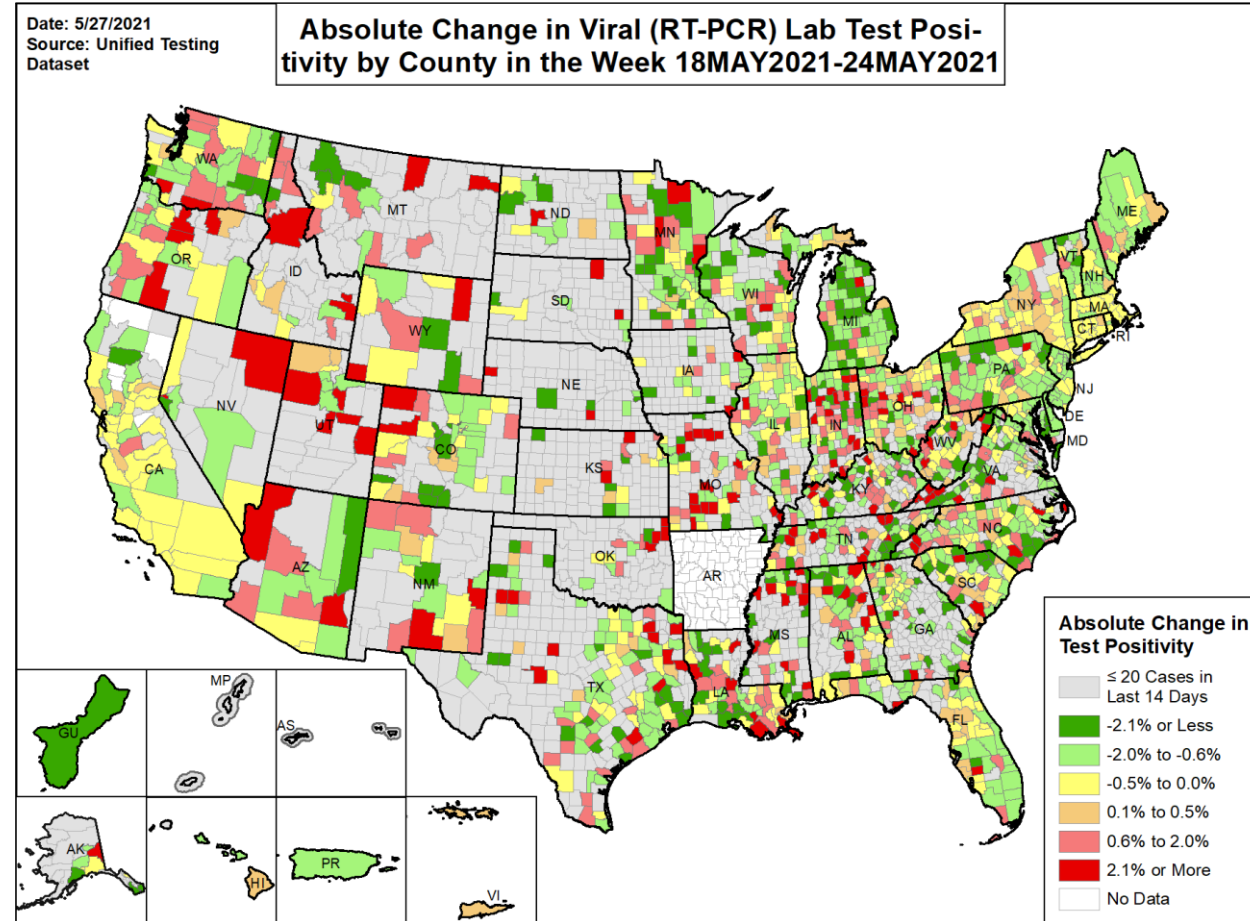 Date: 5/27/2021
Source: Unified Testing
Dataset
Absolute Change in Viral (RT-PCR) Lab Test Posi-
tivity by County in the Week 18MAY2021-24MAY2021
WA
MT
ND
MN
ME
OR
ID
SD
WI
MI
VT
NH
NY
MA
CT
RI
WY
IA
PA
NJ
NE
NV
UT
CO
IL
IN
OH
DE
MD
WV
VA
CA
KS
MO
KY
NC
TN
AZ
NM
OK
AR
SC
MS
AL
GA
TX
LA
FL
GU
MP
AS
AK
HI
PR
VI
Absolute Change in
Test Positivity
≤ 20 Cases in
Last 14 Days
-2.1% or Less
-2.0% to -0.6%
-0.5% to 0.0%
0.1% to 0.5%
0.6% to 2.0%
2.1% or More
No Data